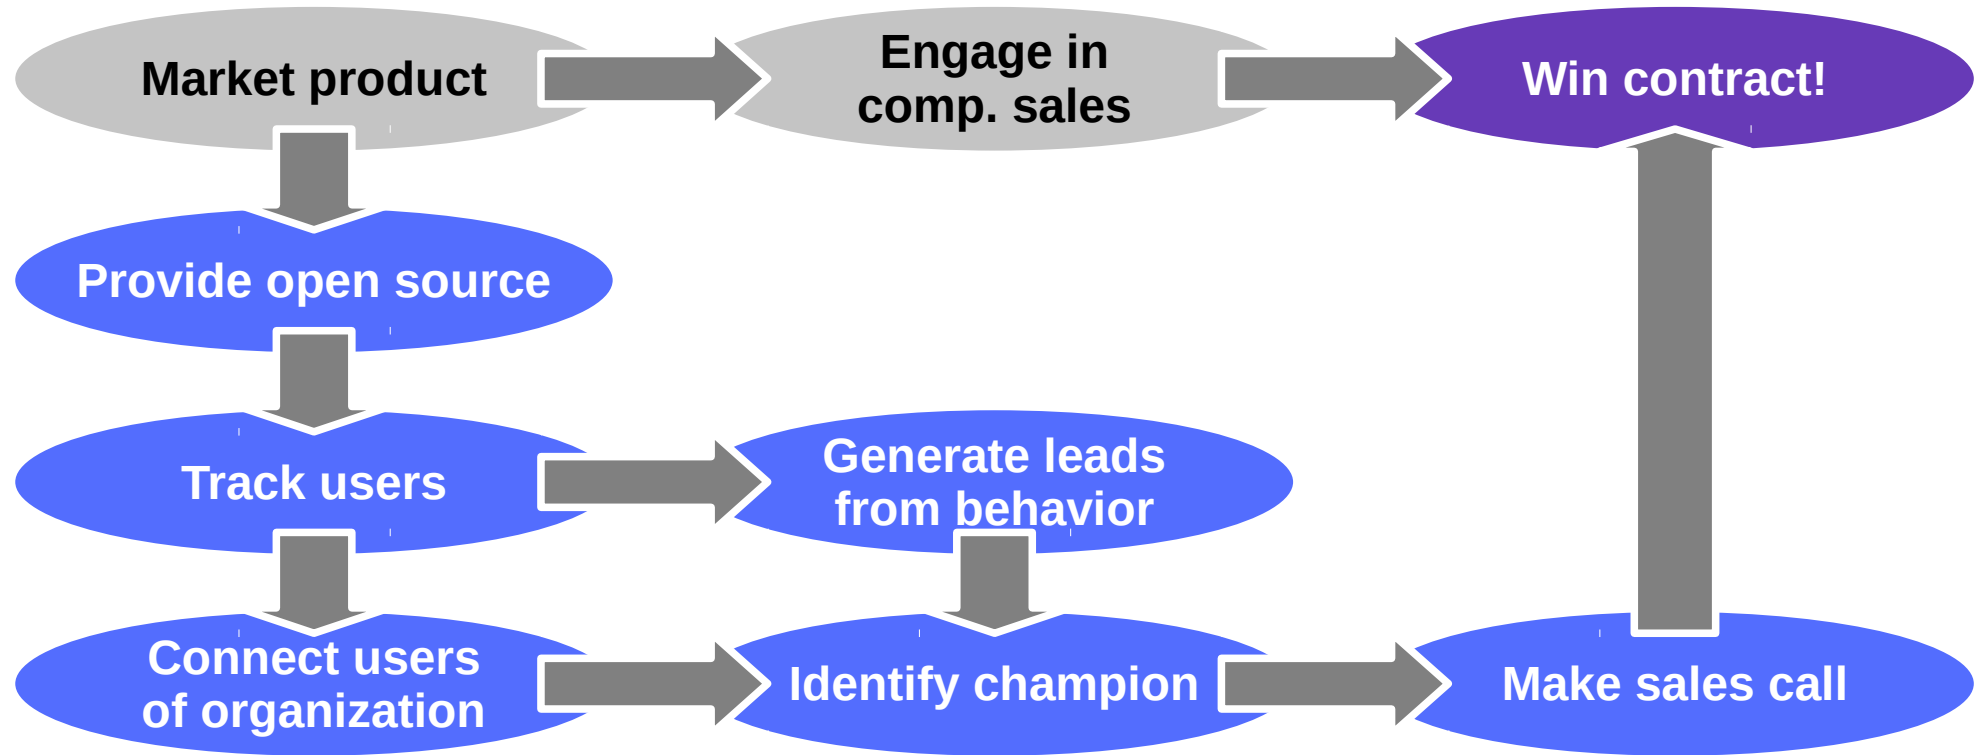 Market product
Engage in
comp. sales
Win contract!
Provide open source
Track users
Generate leads
from behavior
Connect users
of organization
Identify champion
Make sales call